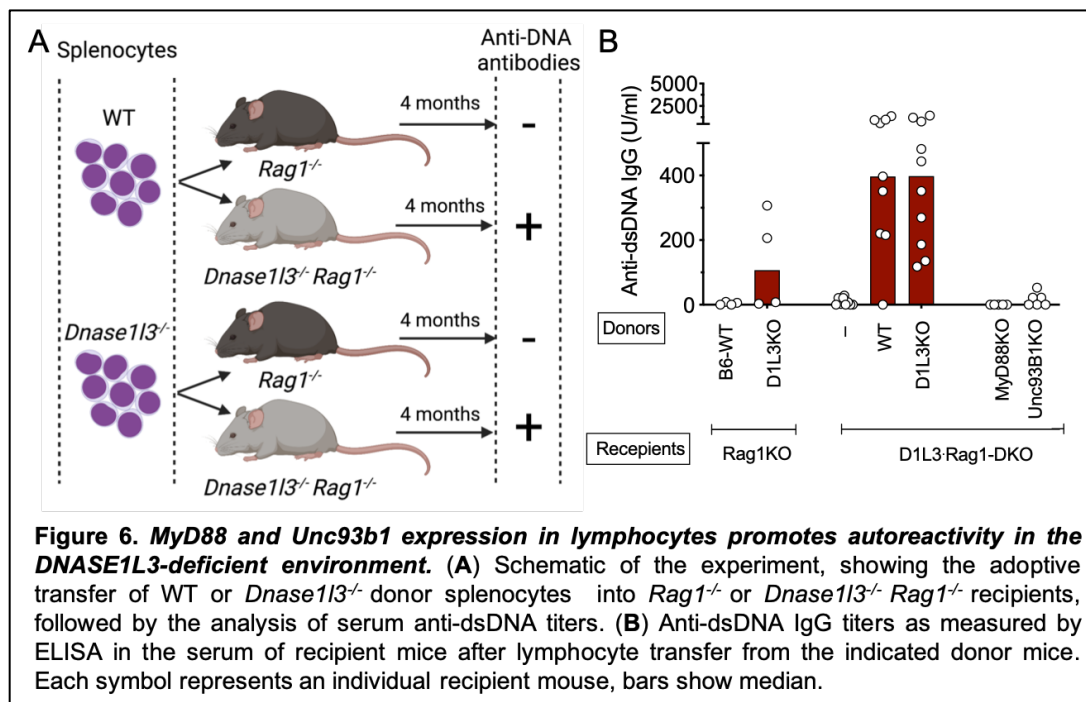 A
Splenocytes
Anti-DNA
antibodies
WT
4 months
-
Rag1-/-
4 months
+
Dnase1l3-/- Rag1-/-
Dnase1l3-/-
4 months
-
Rag1-/-
4 months
+
Dnase1l3-/- Rag1-/-
B
Anti-dsDNA IgG (U/ml)
5000
2500
400
200
0
Donors
B6-WT
D1L3KO
–
WT
D1L3KO
MyD88KO
Unc93B1KO
Recepients
Rag1KO
D1L3·Rag1-DKO
Figure 6. MyD88 and Unc93b1 expression in lymphocytes promotes autoreactivity in the
DNASE1L3-deficient environment. (A) Schematic of the experiment, showing the adoptive
transfer of WT or Dnase1l3-/- donor splenocytes into Rag1-/- or Dnase1l3-/- Rag1-/- recipients,
followed by the analysis of serum anti-dsDNA titers. (B) Anti-dsDNA IgG titers as measured by
ELISA in the serum of recipient mice after lymphocyte transfer from the indicated donor mice.
Each symbol represents an individual recipient mouse, bars show median.